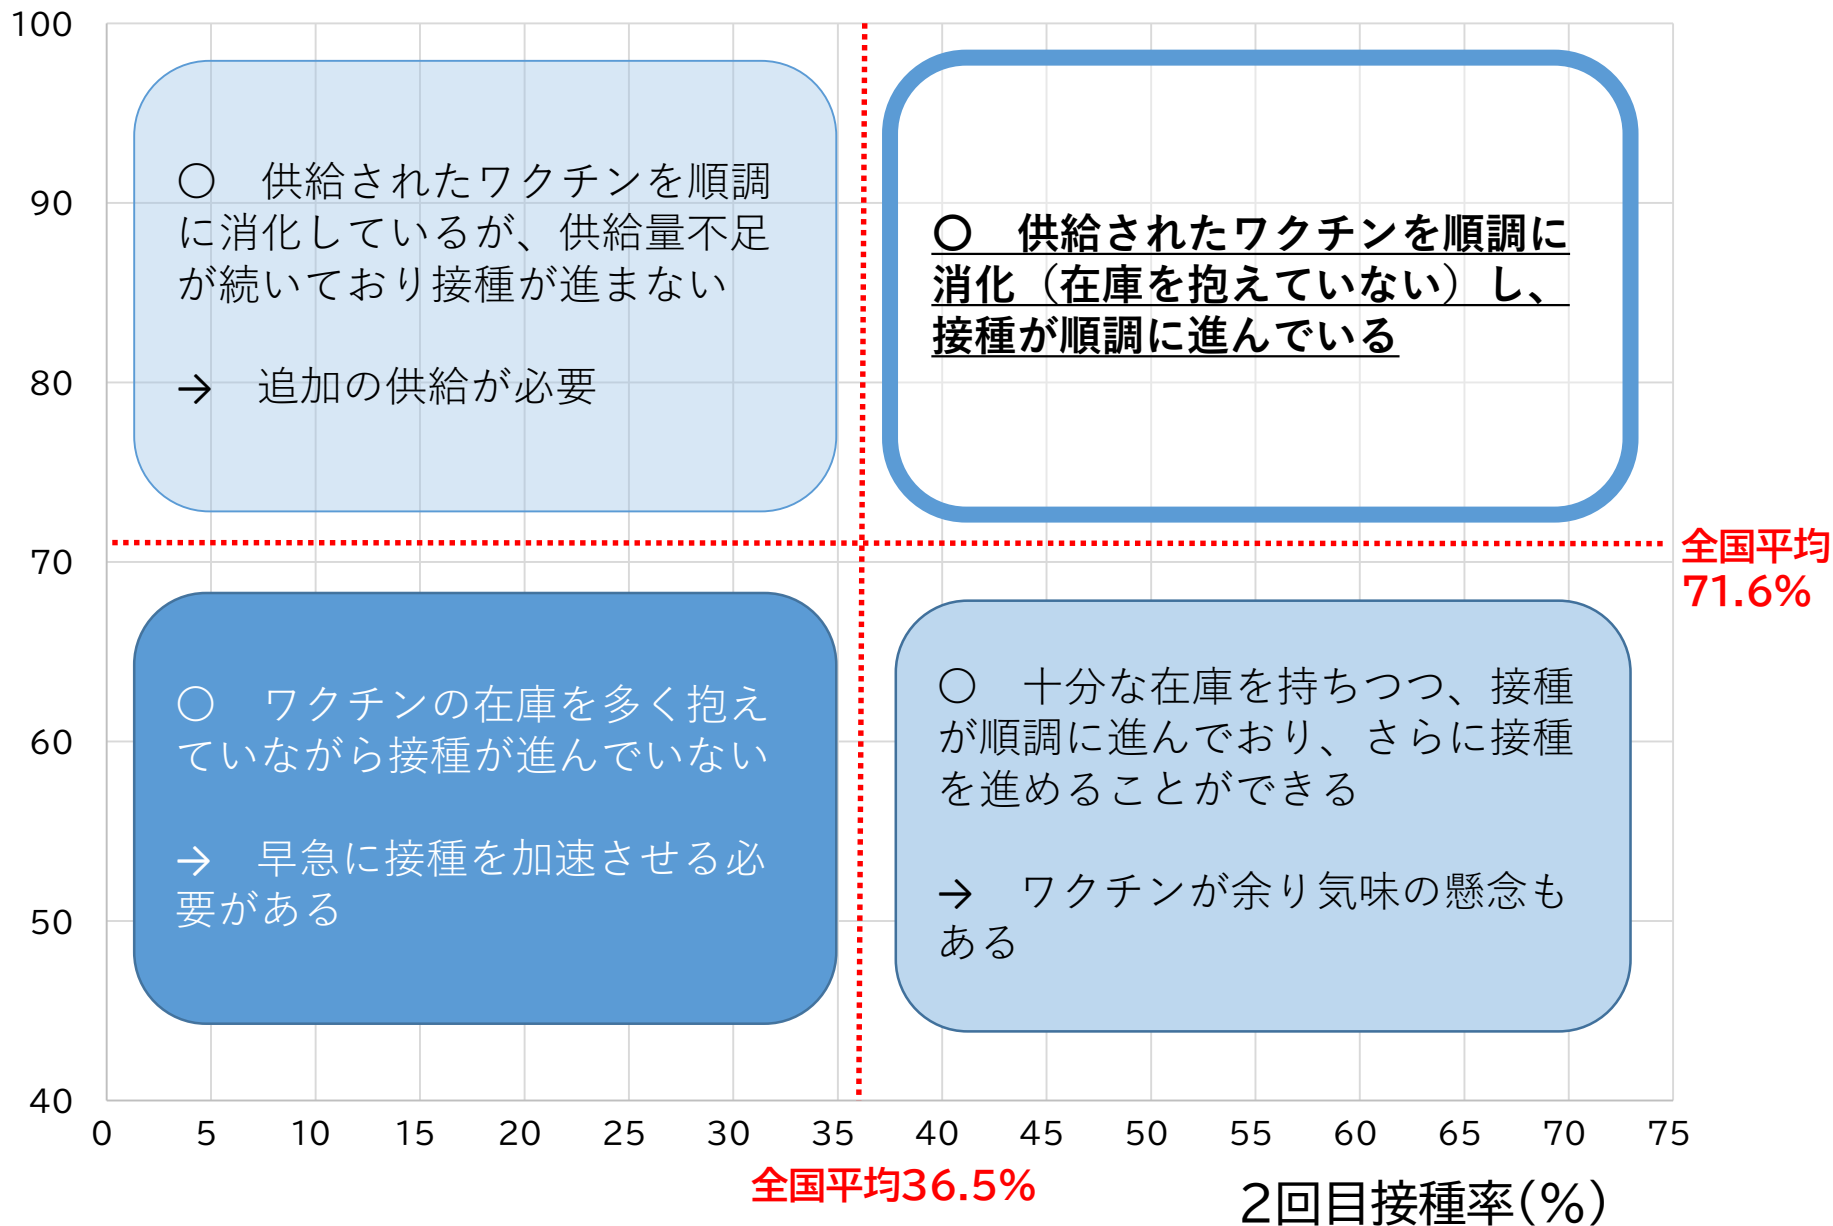 100
90
80
70
60
50
40
○　供給されたワクチンを順調
に消化しているが、供給量不足
が続いており接種が進まない
→　追加の供給が必要
○　供給されたワクチンを順調に
消化（在庫を抱えていない）し、
接種が順調に進んでいる
全国平均
71.6%
○　ワクチンの在庫を多く抱え
ていながら接種が進んでいない
→　早急に接種を加速させる必
要がある
○　十分な在庫を持ちつつ、接種
が順調に進んでおり、さらに接種
を進めることができる
→　ワクチンが余り気味の懸念も
ある
0 5 10 15 20 25 30 35 40 45 50 55 60 65 70 75
全国平均36.5%
2回目接種率(%)